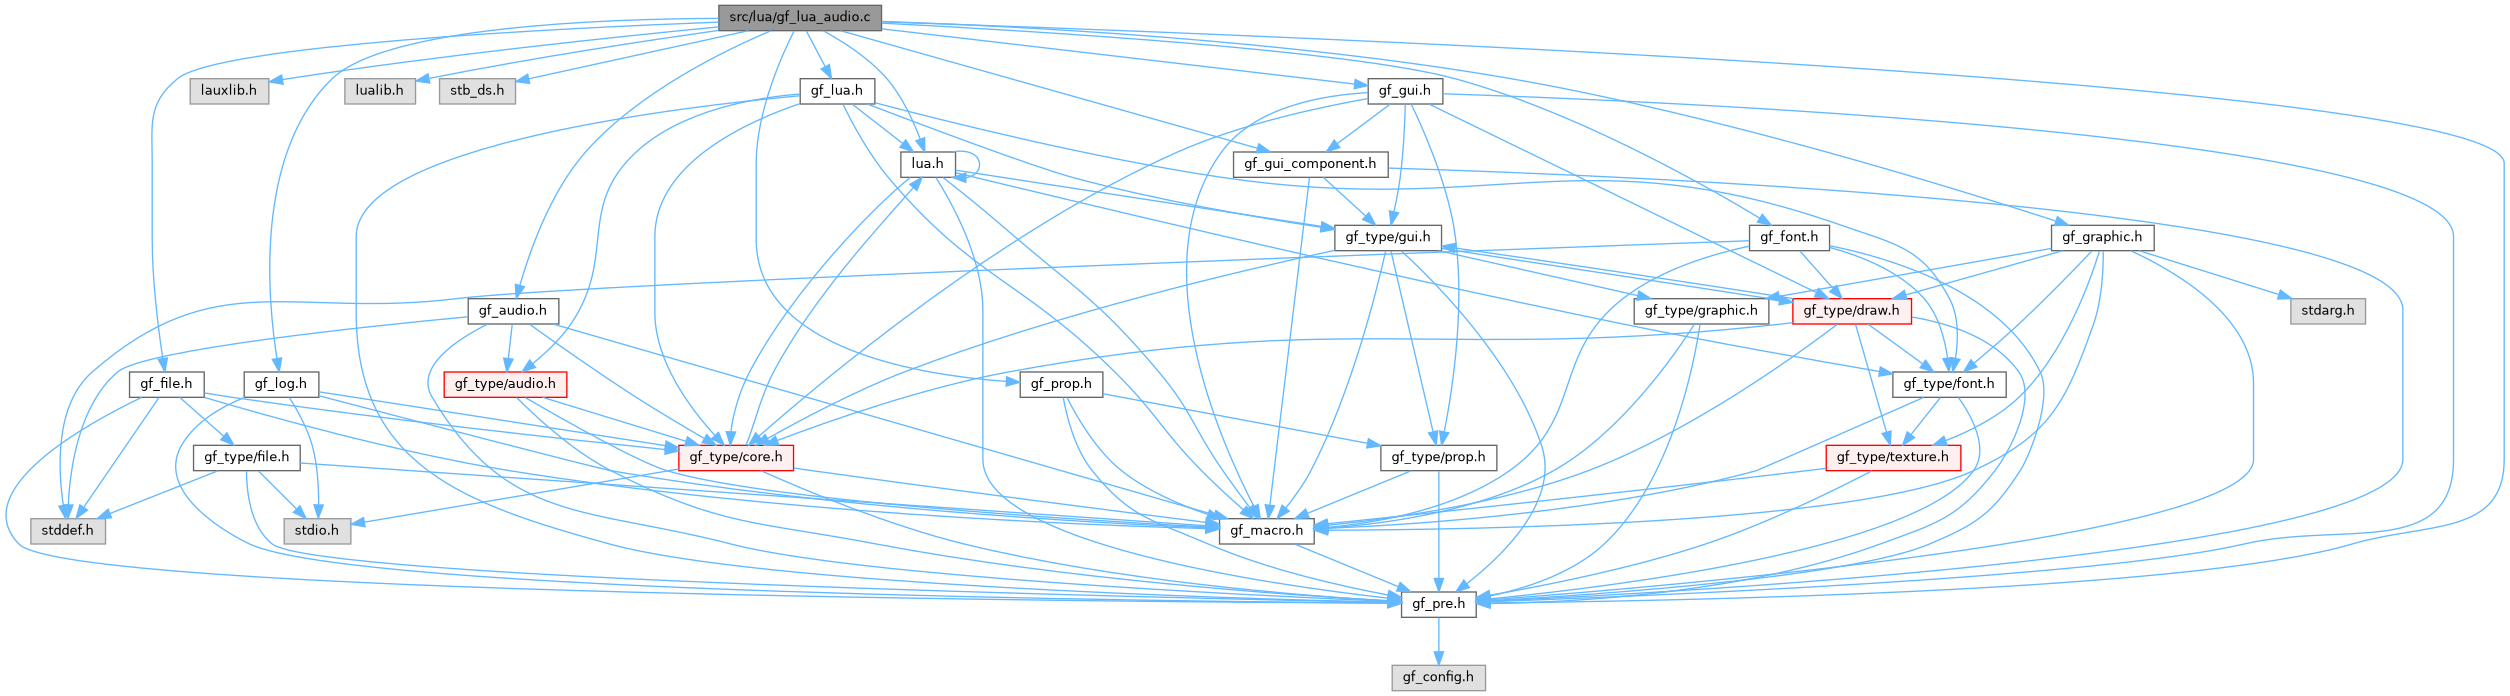 src/lua/gf_lua_audio.c
lauxlib.h
lualib.h
stb_ds.h
gf_lua.h
gf_gui.h
lua.h
gf_gui_component.h
gf_type/gui.h
gf_font.h
gf_graphic.h
gf_audio.h
gf_type/graphic.h
gf_type/draw.h
stdarg.h
gf_file.h
gf_log.h
gf_type/audio.h
gf_prop.h
gf_type/font.h
gf_type/file.h
gf_type/core.h
gf_type/prop.h
gf_type/texture.h
stddef.h
stdio.h
gf_macro.h
gf_pre.h
gf_config.h